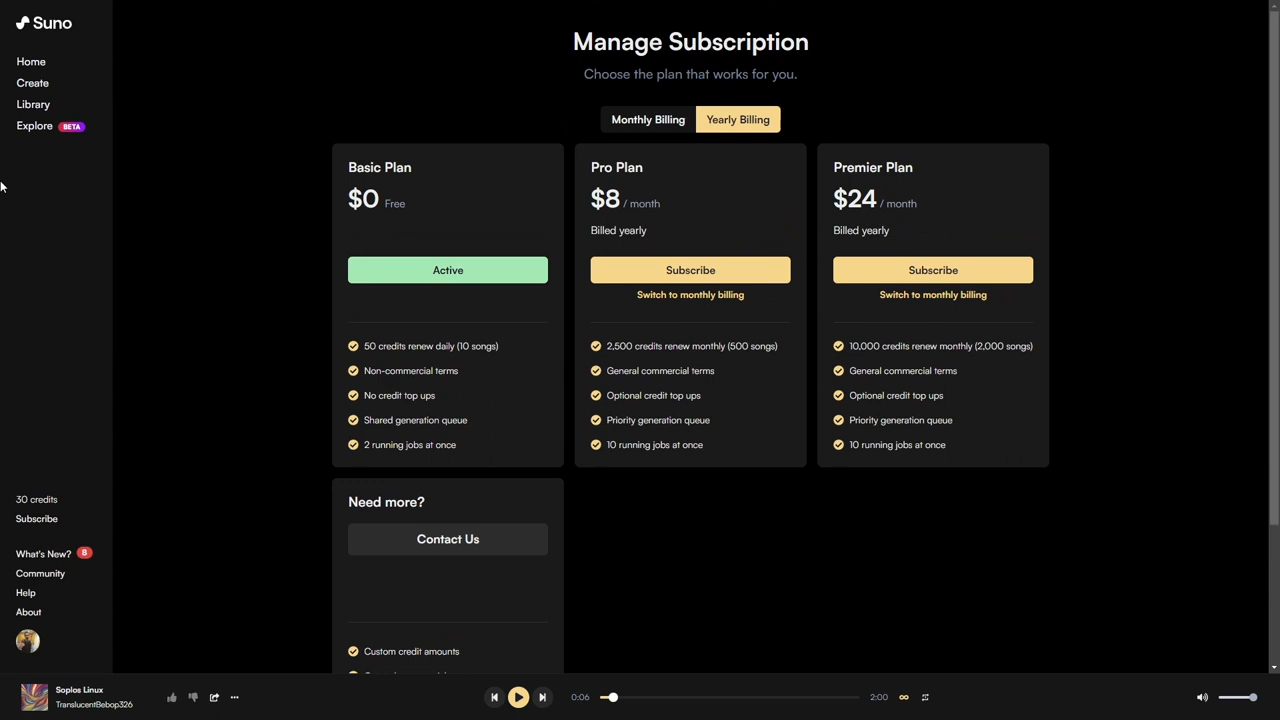 Suno
Home
Create
Library
Explore BETA
30 credits
Subscribe
What's New? 8
Community
Help
About
Manage Subscription
Choose the plan that works for you.
Monthly Billing Yearly Billing
Basic Plan
$0 Free
Active
50 credits renew daily (10 songs)
Non-commercial terms
No credit top ups
Shared generation queue
2 running jobs at once
Pro Plan
$8 / month
Billed yearly
Subscribe
Switch to monthly billing
2,500 credits renew monthly (500 songs)
General commercial terms
Optional credit top ups
Priority generation queue
10 running jobs at once
Premier Plan
$24 / month
Billed yearly
Subscribe
Switch to monthly billing
10,000 credits renew monthly (2,000 songs)
General commercial terms
Optional credit top ups
Priority generation queue
10 running jobs at once
Need more?
Contact Us
Custom credit amounts
Soplos Linux
TranslucentBebop326
0:06
2:00